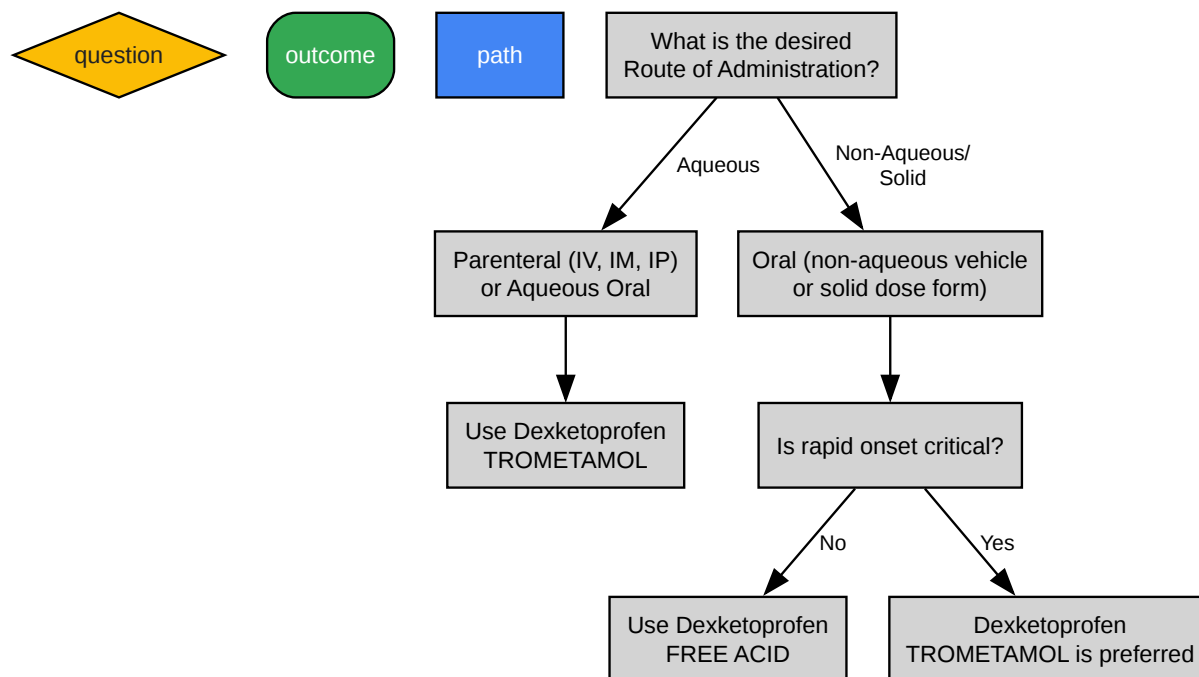 question
outcome
path
What is the desired
Route of Administration?
Aqueous
Non-Aqueous/
Solid
Parenteral (IV, IM, IP)
or Aqueous Oral
Oral (non-aqueous vehicle
or solid dose form)
Use Dexketoprofen
TROMETAMOL
Is rapid onset critical?
No
Yes
Use Dexketoprofen
FREE ACID
Dexketoprofen
TROMETAMOL is preferred